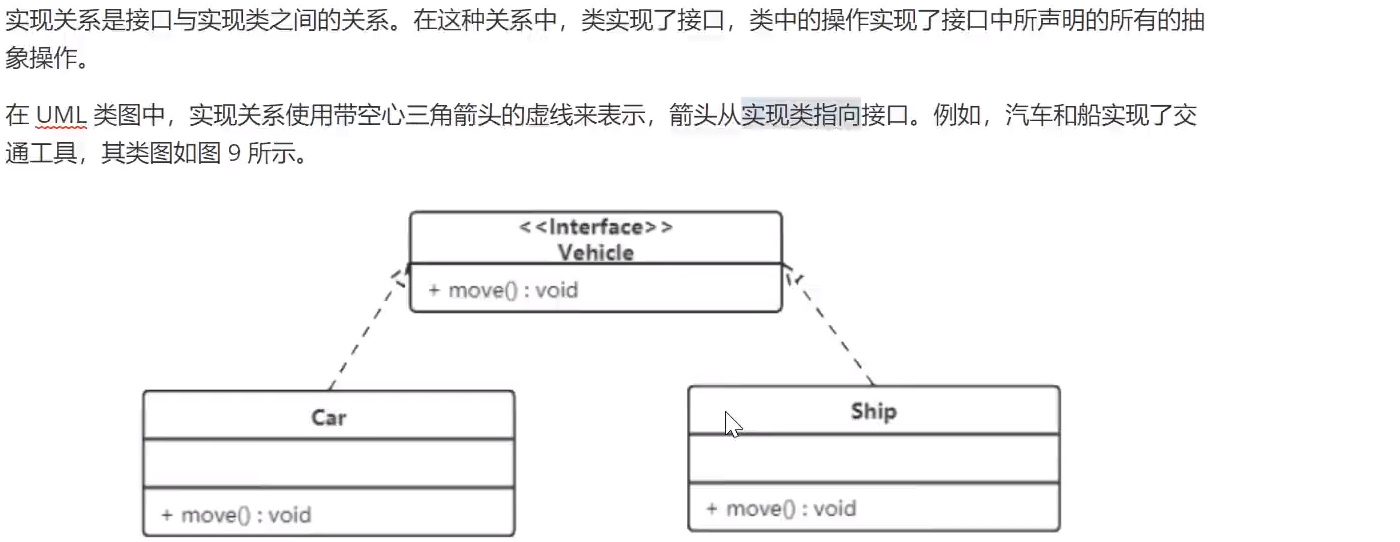 实现关系是接口与实现类之间的关系。在这种关系中，类实现了接口，类中的操作实现了接口中所声明的所有的抽
象操作。
在 UML 类图中，实现关系使用带空心三角箭头的虚线来表示，箭头从实现类指向接口。例如，汽车和船实现了交
通工具，其类图如图 9 所示。
<<Interface>>
Vehicle
+ move() : void
Car
+ move() : void
Ship
+ move() : void